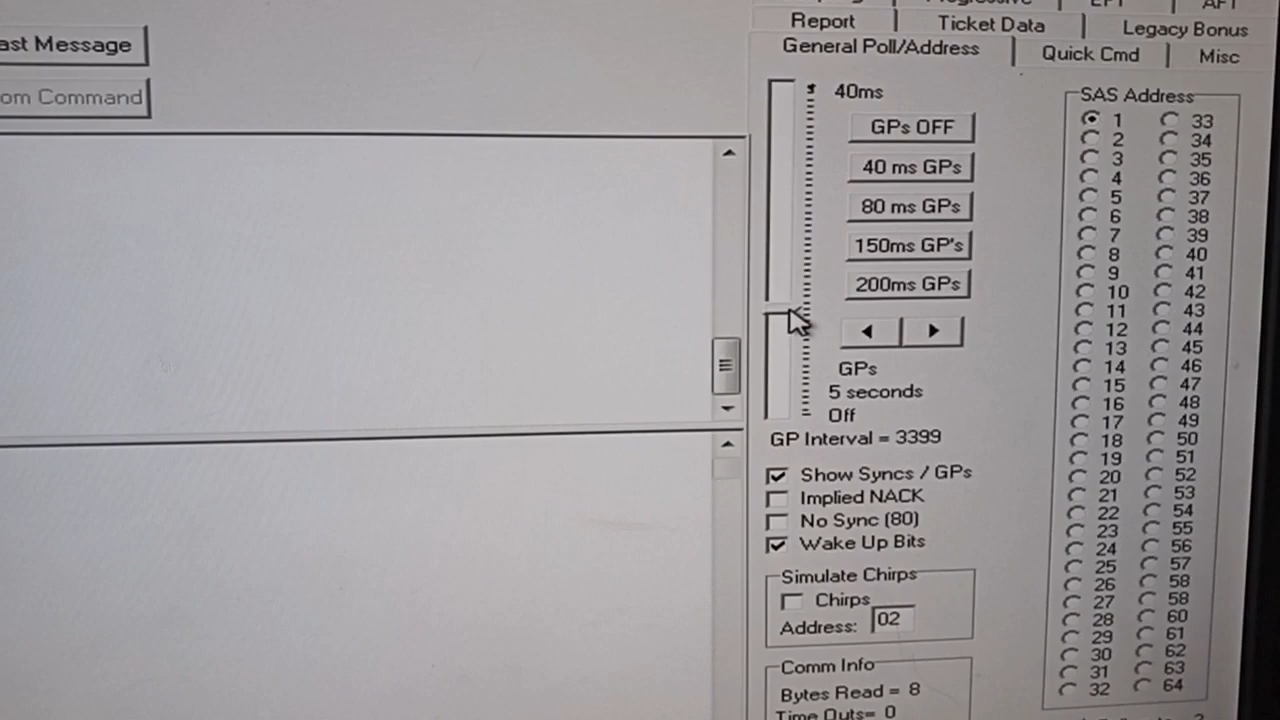 EFT
AFT
Report
Ticket Data
Legacy Bonus
General Poll/Address
Quick Cmd
Misc
ast Message
om Command
40ms
GPs OFF
40 ms GPs
80 ms GPs
150ms GP's
200ms GPs
GPs
5 seconds
Off
GP Interval = 3399
Show Syncs / GPs
Implied NACK
No Sync (80)
Wake Up Bits
Simulate Chirps
Chirps
Address: 02
Comm Info
Bytes Read = 8
Time Outs= 0
SAS Address
1 33
2 34
3 35
4 36
5 37
6 38
7 39
8 40
9 41
10 42
11 43
12 44
13 45
14 46
15 47
16 48
17 49
18 50
19 51
20 52
21 53
22 54
23 55
24 56
25 57
26 58
27 58
28 60
29 61
30 62
31 63
32 64